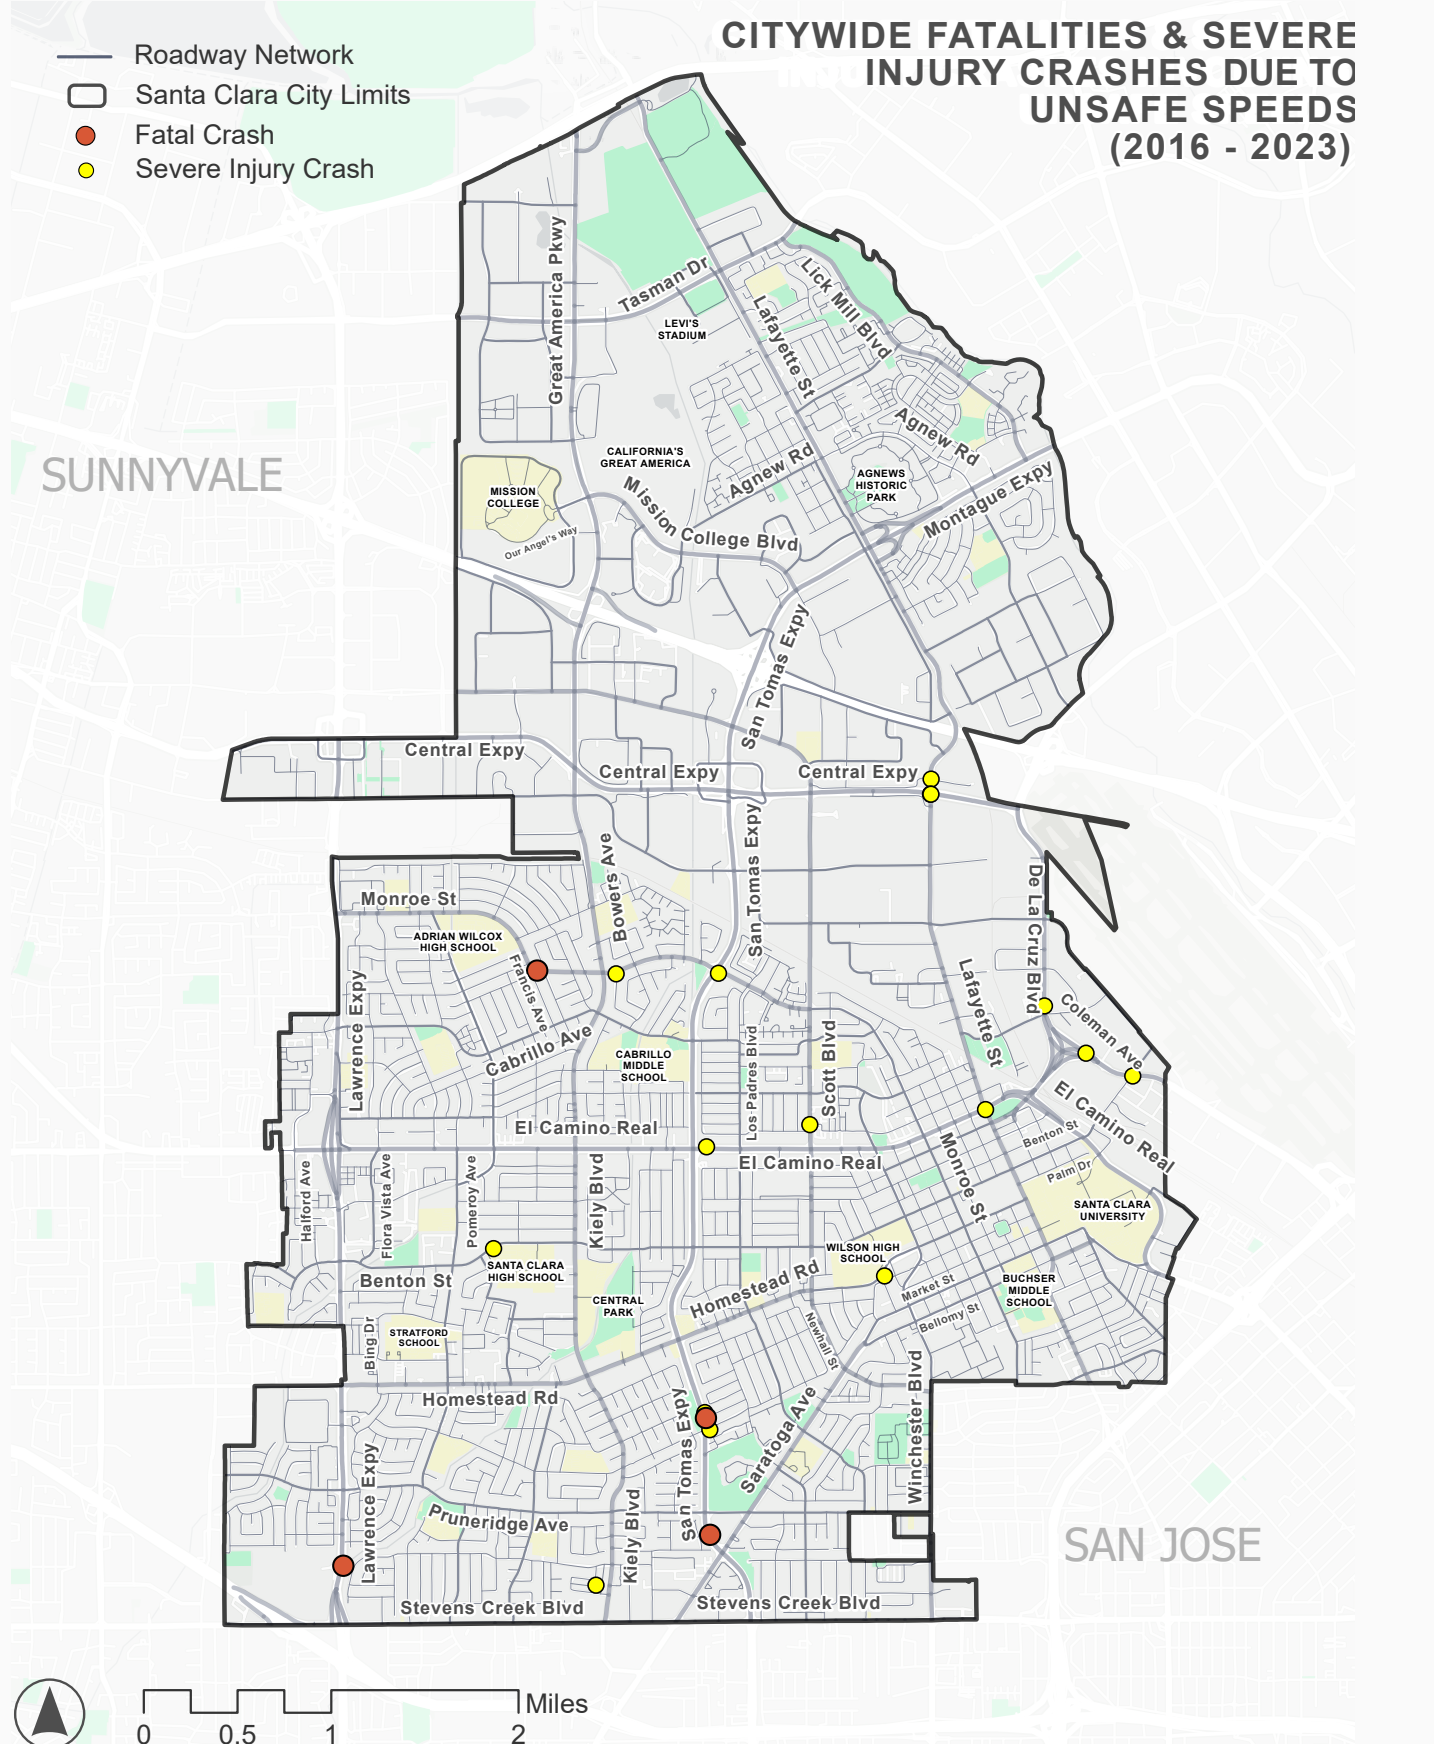 CITYWIDE FATALITIES & SEVERE
INJURY CRASHES DUE TO
UNSAFE SPEEDS
(2016 - 2023)
Roadway Network
Santa Clara City Limits
Fatal Crash
Severe Injury Crash
Great America Pkwy
Tasman Dr
LEVI'S
STADIUM
Lafayette St
Lick Mill Blvd
SUNNYVALE
CALIFORNIA'S
GREAT AMERICA
Agnew Rd
Agnew Rd
MISSION
COLLEGE
AGNEWS
HISTORIC
PARK
Montague Expy
Our Angel's Way
Mission College Blvd
San Tomas Expy
Central Expy
Central Expy
Central Expy
Bowers Ave
San Tomas Expy
De La Cruz Blvd
Monroe St
ADRIAN WILCOX
HIGH SCHOOL
Francis Ave
Lawrence Expy
Cabrillo Ave
CABRILLO
MIDDLE
SCHOOL
Los Padres Blvd
Scott Blvd
Lafayette St
Coleman Ave
El Camino Real
El Camino Real
El Camino Real
Benton St
Palm Dr
Monroe St
SANTA CLARA
UNIVERSITY
Halford Ave
Flora Vista Ave
Pomeroy Ave
Kiely Blvd
Benton St
SANTA CLARA
HIGH SCHOOL
WILSON HIGH
SCHOOL
Homestead Rd
CENTRAL
PARK
Market St
Bellomy St
BUCHSER
MIDDLE
SCHOOL
Bing Dr
STRATFORD
SCHOOL
Newhall St
Homestead Rd
San Tomas Expy
Saratoga Ave
Winchester Blvd
Lawrence Expy
Pruneridge Ave
Kiely Blvd
SAN JOSE
Stevens Creek Blvd
Stevens Creek Blvd
Miles
0 0.5 1 2